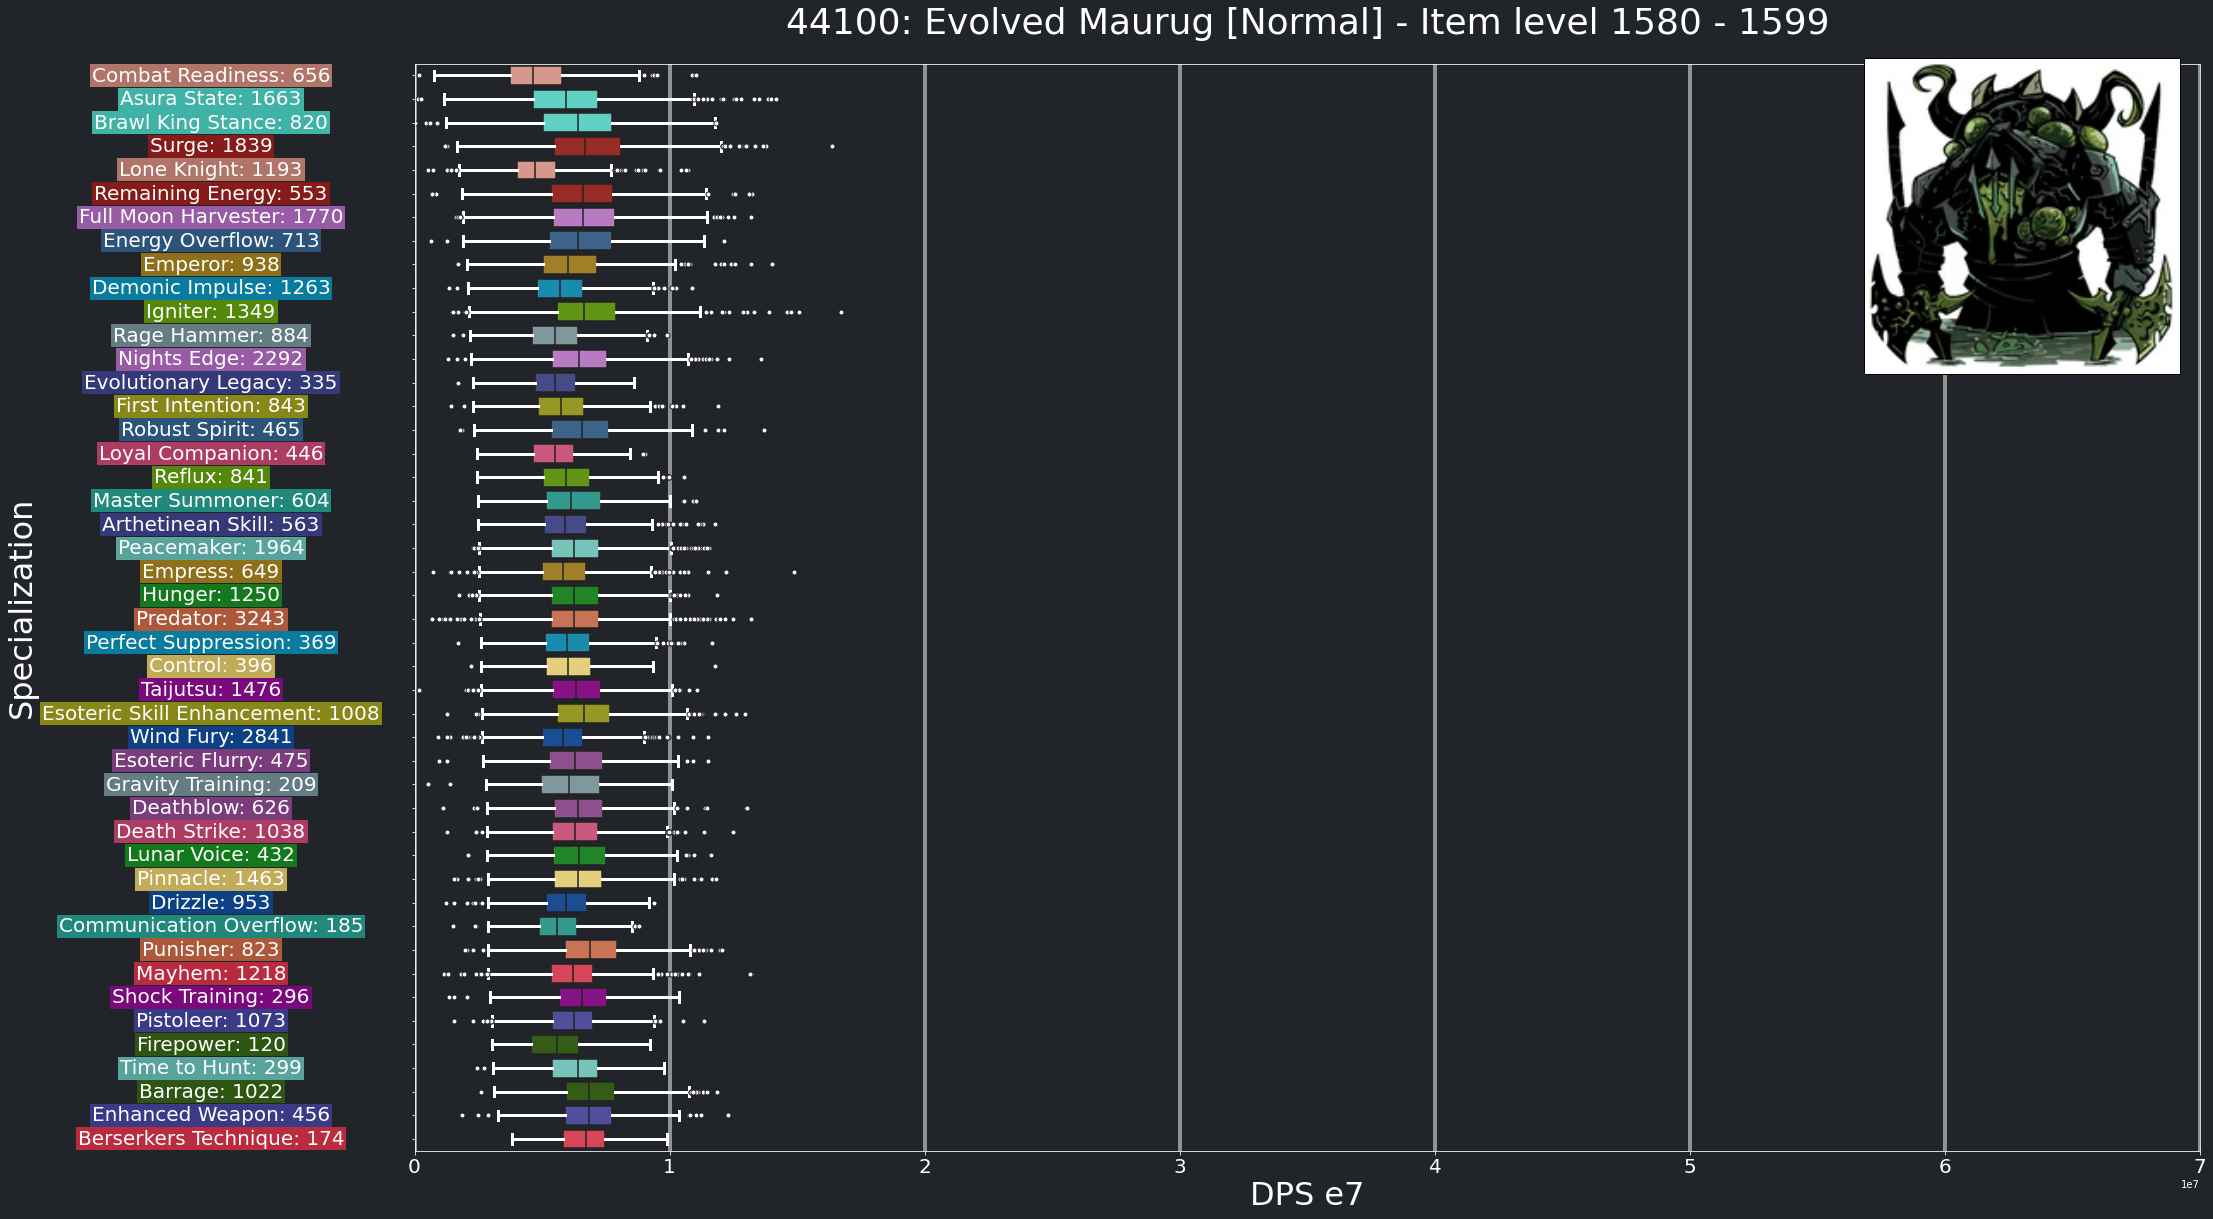 44100: Evolved Maurug [Normal] - Item level 1580 - 1599
Specialization
Combat Readiness: 656
Asura State: 1663
Brawl King Stance: 820
Surge: 1839
Lone Knight: 1193
Remaining Energy: 553
Full Moon Harvester: 1770
Energy Overflow: 713
Emperor: 938
Demonic Impulse: 1263
Igniter: 1349
Rage Hammer: 884
Nights Edge: 2292
Evolutionary Legacy: 335
First Intention: 843
Robust Spirit: 465
Loyal Companion: 446
Reflux: 841
Master Summoner: 604
Arthetinean Skill: 563
Peacemaker: 1964
Empress: 649
Hunger: 1250
Predator: 3243
Perfect Suppression: 369
Control: 396
Taijutsu: 1476
Esoteric Skill Enhancement: 1008
Wind Fury: 2841
Esoteric Flurry: 475
Gravity Training: 209
Deathblow: 626
Death Strike: 1038
Lunar Voice: 432
Pinnacle: 1463
Drizzle: 953
Communication Overflow: 185
Punisher: 823
Mayhem: 1218
Shock Training: 296
Pistoleer: 1073
Firepower: 120
Time to Hunt: 299
Barrage: 1022
Enhanced Weapon: 456
Berserkers Technique: 174
0 1 2 3 4 5 6 7
1e7
DPS e7